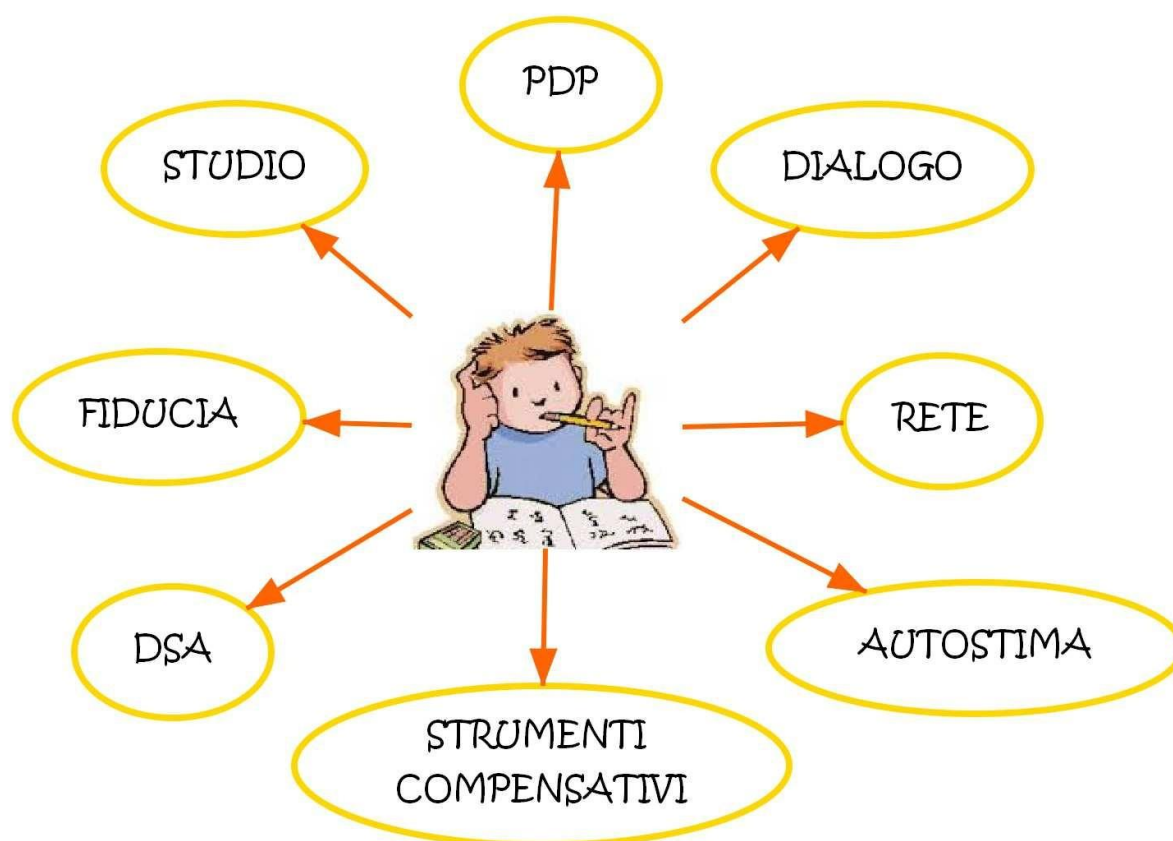 PDP
STUDIO
DIALOGO
FIDUCIA
RETE
DSA
AUTOSTIMA
STRUMENTI
COMPENSATIVI